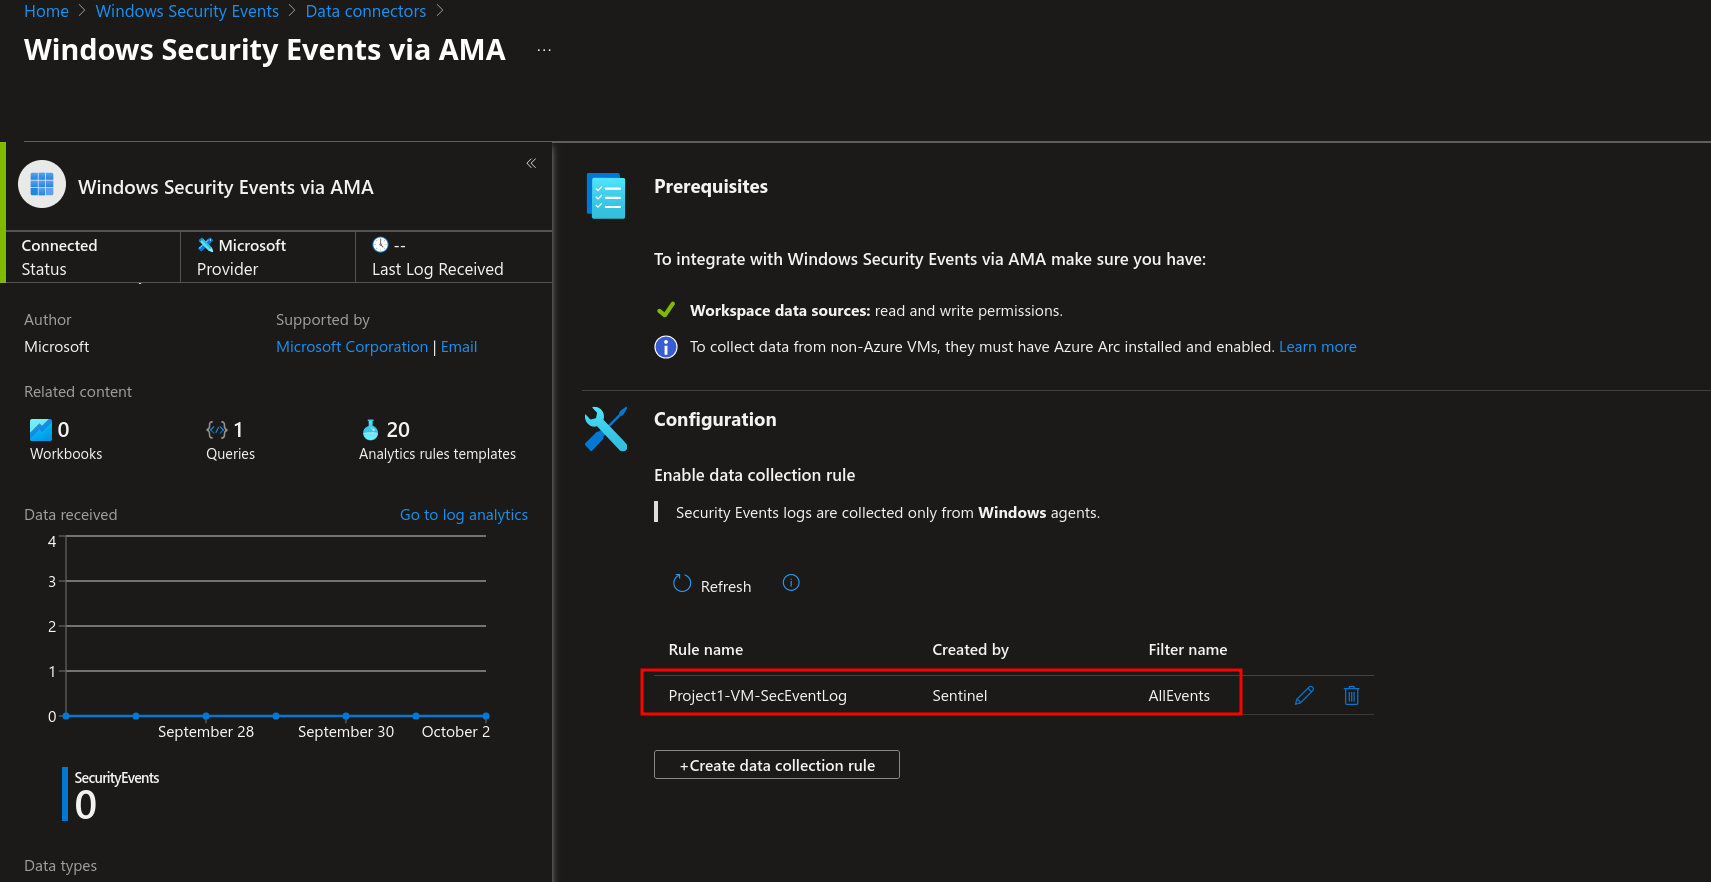 Home > Windows Security Events > Data connectors >
Windows Security Events via AMA ...
«
Windows Security Events via AMA
Connected
Status
Microsoft
Provider
--
Last Log Received
Author
Microsoft
Supported by
Microsoft Corporation | Email
Related content
0
Workbooks
1
Queries
20
Analytics rules templates
Data received
Go to log analytics
4
3
2
1
0
September 28
September 30
October 2
SecurityEvents
0
Data types
Prerequisites
To integrate with Windows Security Events via AMA make sure you have:
Workspace data sources: read and write permissions.
To collect data from non-Azure VMs, they must have Azure Arc installed and enabled. Learn more
Configuration
Enable data collection rule
Security Events logs are collected only from Windows agents.
Refresh
Rule name Created by Filter name
Project1-VM-SecEventLog Sentinel AllEvents
+Create data collection rule